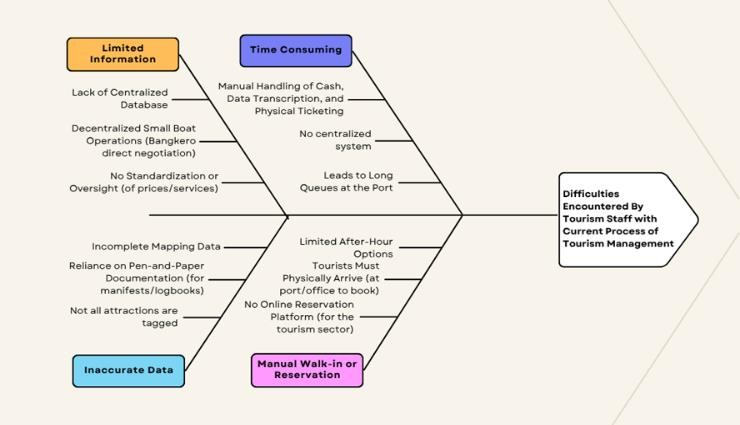 Limited
Information
Time Consuming
Lack of Centralized
Database
Decentralized Small Boat
Operations (Bangkero
direct negotiation)
No Standardization or
Oversight (of prices/services)
Manual Handling of Cash,
Data Transcription, and
Physical Ticketing
No centralized
system
Leads to Long
Queues at the Port
Difficulties
Encountered By
Tourism Staff with
Current Process of
Tourism Management
Incomplete Mapping Data
Reliance on Pen-and-Paper
Documentation (for
manifests/logbooks)
Not all attractions are
tagged
Limited After-Hour
Options
Tourists Must
Physically Arrive (at
port/office to book)
No Online Reservation
Platform (for the
tourism sector)
Inaccurate Data
Manual Walk-in or
Reservation